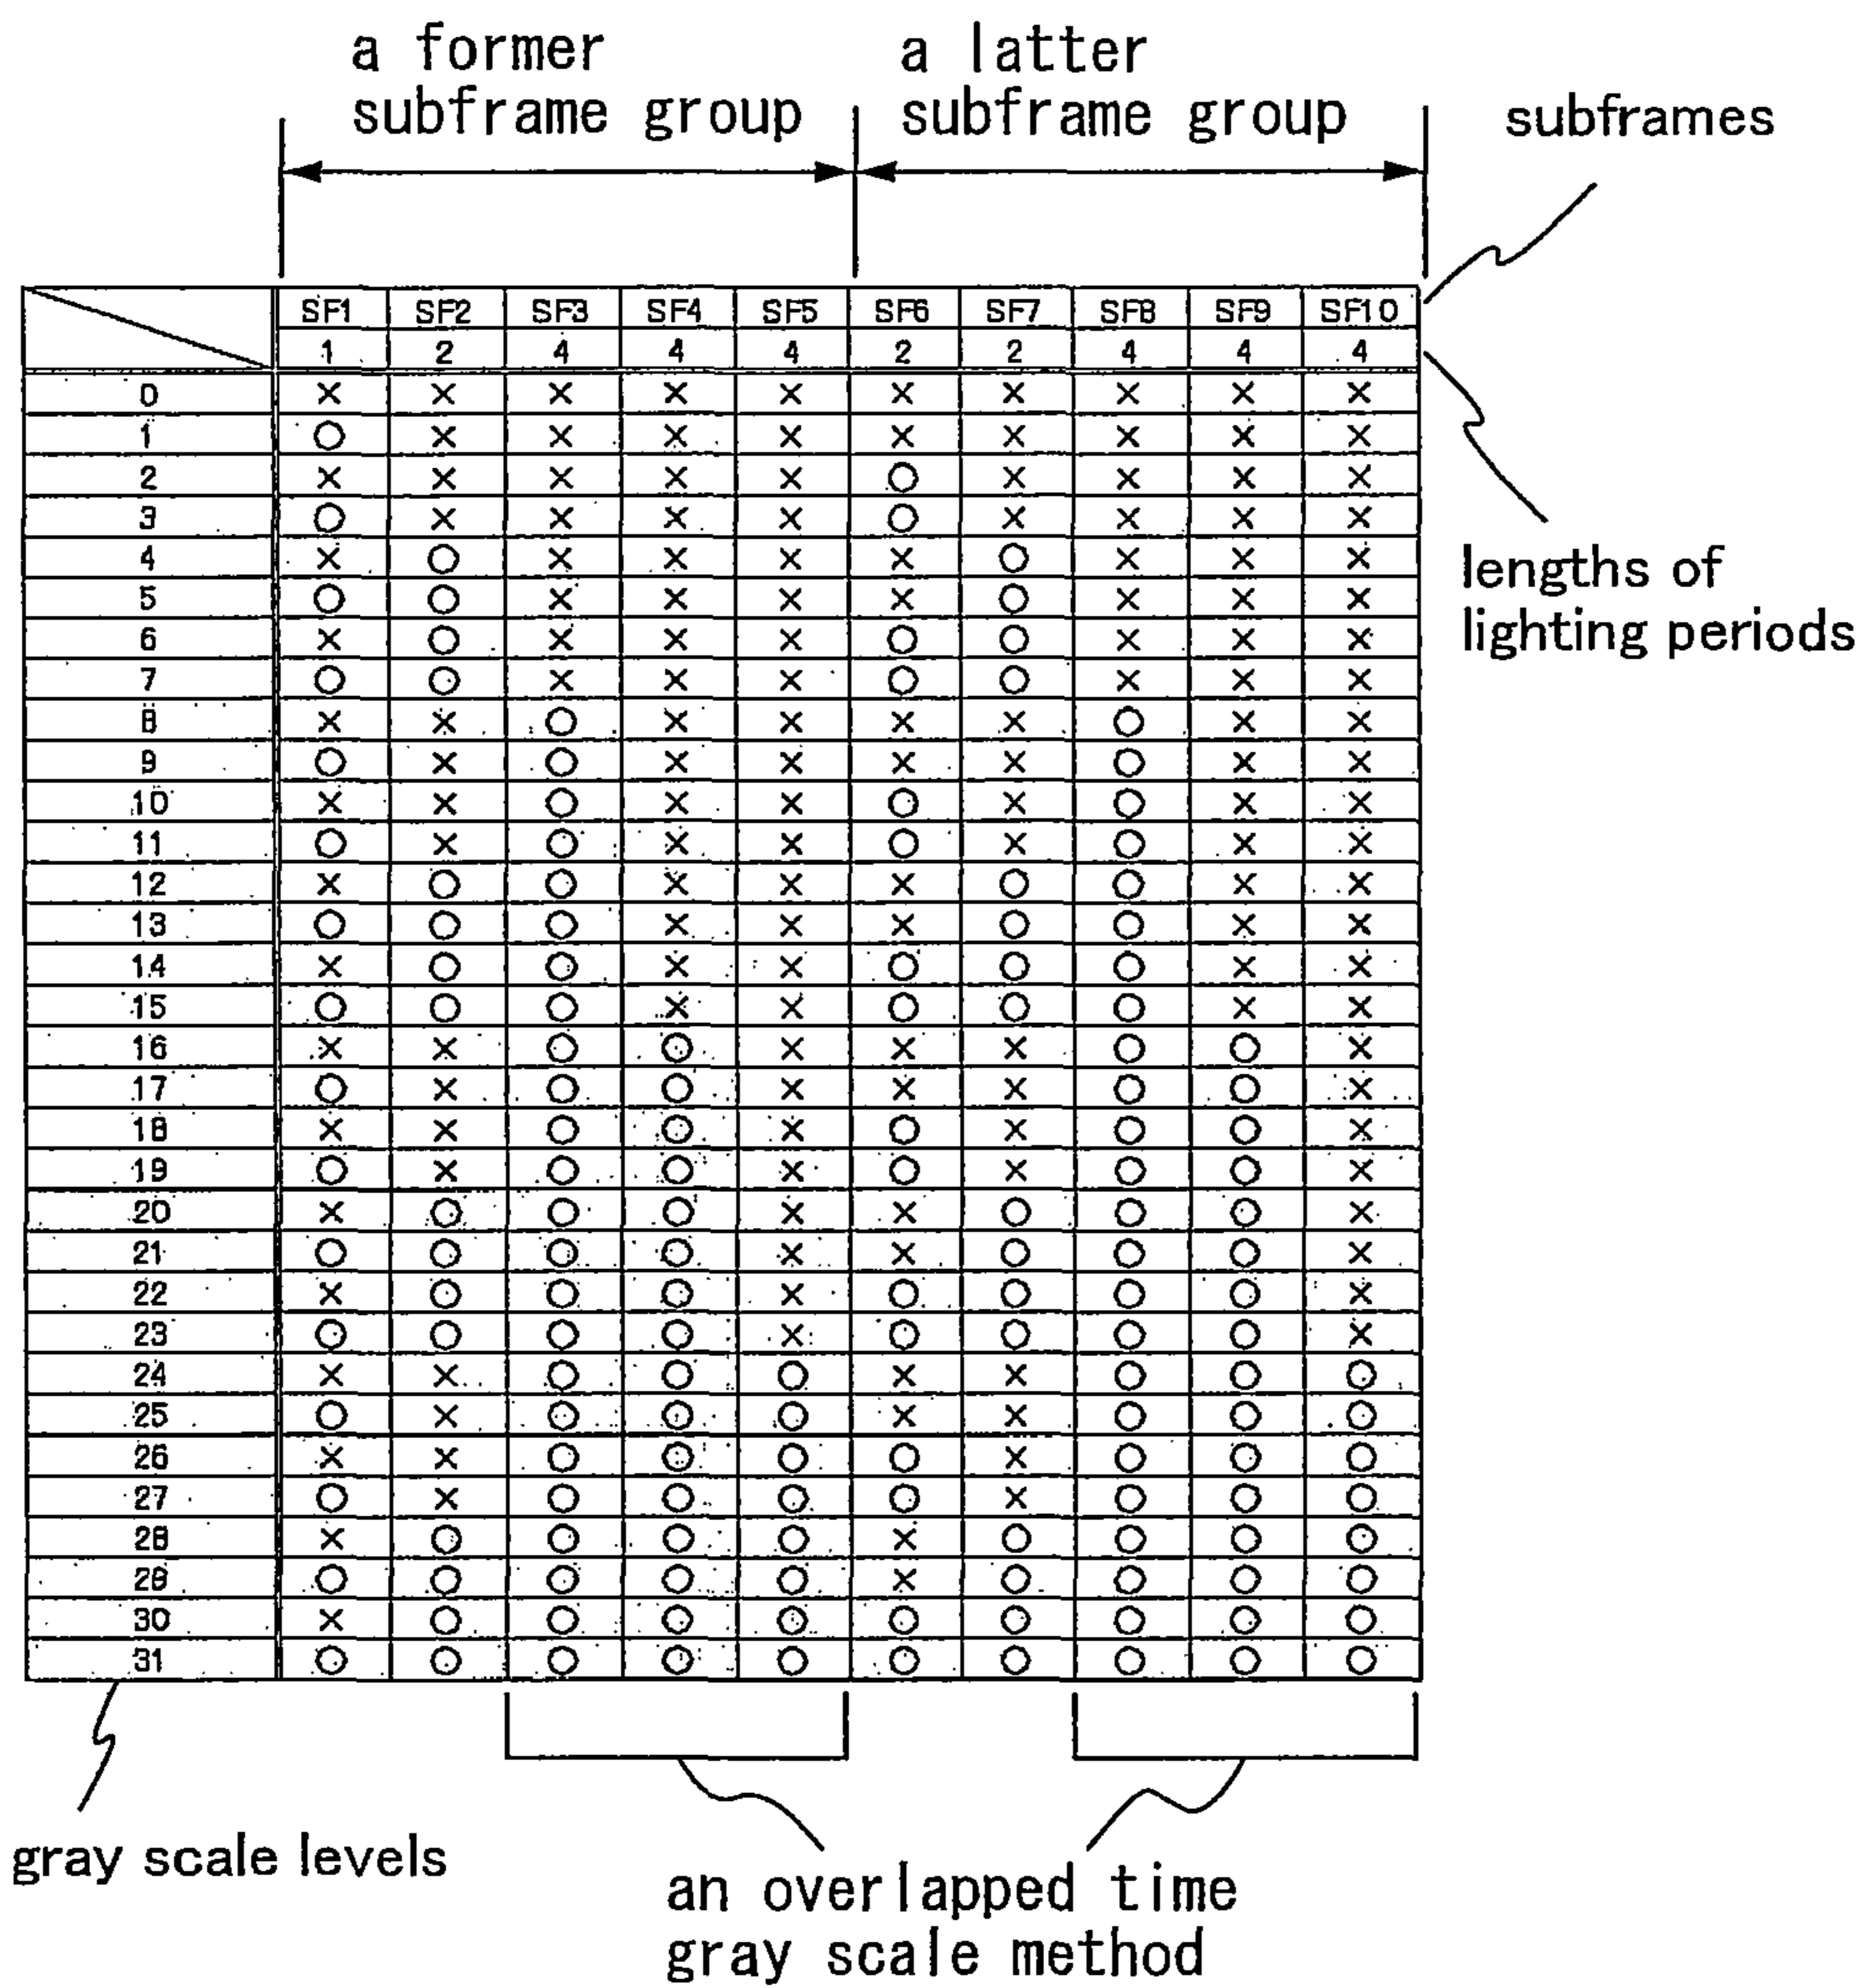 a former
subframe group
a latter
subframe group
subframes
SF1 SF2 SF3 SF4 SF5 SF6 SF7 SF8 SF9 SF10
1 2 4 4 4 2 2 4 4 4
0 × × × × × × × × × ×
1 ○ × × × × × × × × ×
2 × × × × × ○ × × × ×
3 ○ × × × × ○ × × × ×
4 × ○ × × × × ○ × × ×
5 ○ ○ × × × × ○ × × ×
6 × ○ × × × ○ ○ × × ×
7 ○ ○ × × × ○ ○ × × ×
8 × × ○ × × × × ○ × ×
9 ○ × ○ × × × × ○ × ×
10 × × ○ × × ○ × ○ × ×
11 ○ × ○ × × ○ × ○ × ×
12 × ○ ○ × × × ○ ○ × ×
13 ○ ○ ○ × × × ○ ○ × ×
14 × ○ ○ × × ○ ○ ○ × ×
15 ○ ○ ○ × × ○ ○ ○ × ×
16 × × ○ ○ × × × ○ ○ ×
17 ○ × ○ ○ × × × ○ ○ ×
18 × × ○ ○ × ○ × ○ ○ ×
19 ○ × ○ ○ × ○ × ○ ○ ×
20 × ○ ○ ○ × × ○ ○ ○ ×
21 ○ ○ ○ ○ × × ○ ○ ○ ×
22 × ○ ○ ○ × ○ ○ ○ ○ ×
23 ○ ○ ○ ○ × ○ ○ ○ ○ ×
24 × × ○ ○ ○ × × ○ ○ ○
25 ○ × ○ ○ ○ × × ○ ○ ○
26 × × ○ ○ ○ ○ × ○ ○ ○
27 ○ × ○ ○ ○ ○ × ○ ○ ○
28 × ○ ○ ○ ○ × ○ ○ ○ ○
29 ○ ○ ○ ○ ○ × ○ ○ ○ ○
30 × ○ ○ ○ ○ ○ ○ ○ ○ ○
31 ○ ○ ○ ○ ○ ○ ○ ○ ○ ○
lengths of
lighting periods
gray scale levels
an overlapped time
gray scale method